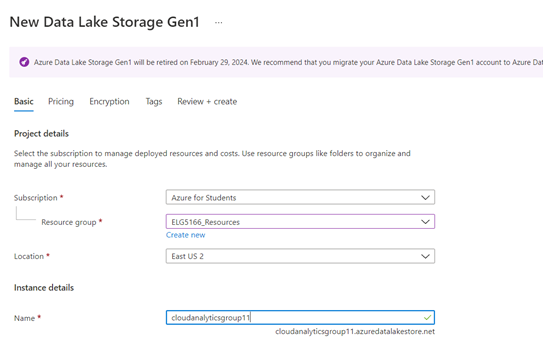 New Data Lake Storage Gen1 ...
Azure Data Lake Storage Gen1 will be retired on February 29, 2024. We recommend that you migrate your Azure Data Lake Storage Gen1 account to Azure Dat
Basic Pricing Encryption Tags Review + create
Project details
Select the subscription to manage deployed resources and costs. Use resource groups like folders to organize and
manage all your resources.
Subscription * Azure for Students
Resource group * ELG5166_Resources
Create new
Location * East US 2
Instance details
Name * cloudanalyticsgroup11
cloudanalyticsgroup11.azuredatalakestore.net